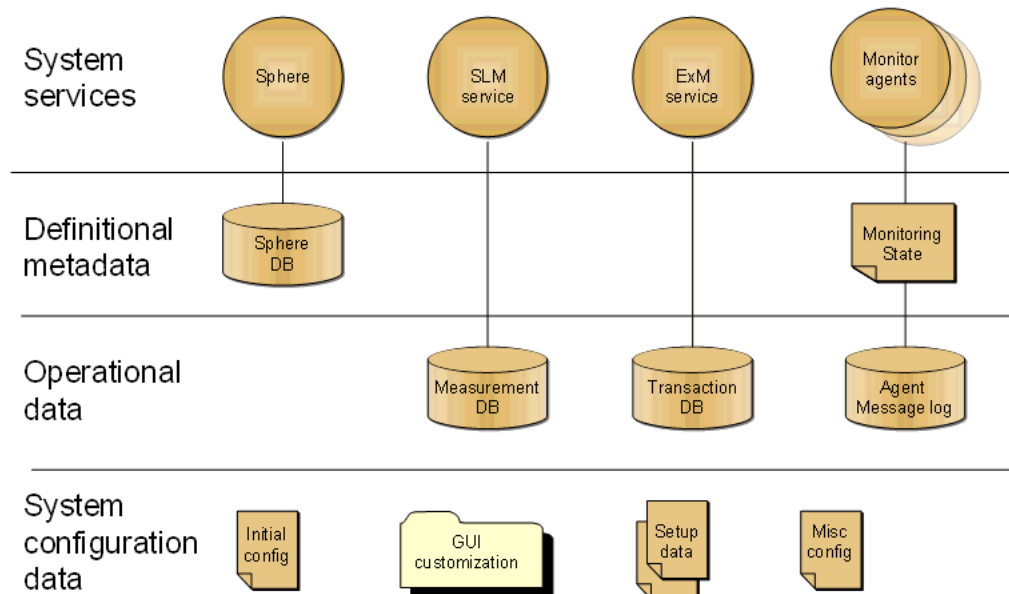 System
services
Sphere
SLM
service
ExM
service
Monitor
agents
Definitional
metadata
Sphere
DB
Monitoring
State
Operational
data
Measurement
DB
Transaction
DB
Agent
Message log
System
configuration
data
Initial
config
GUI
customization
Setup
data
Misc
config